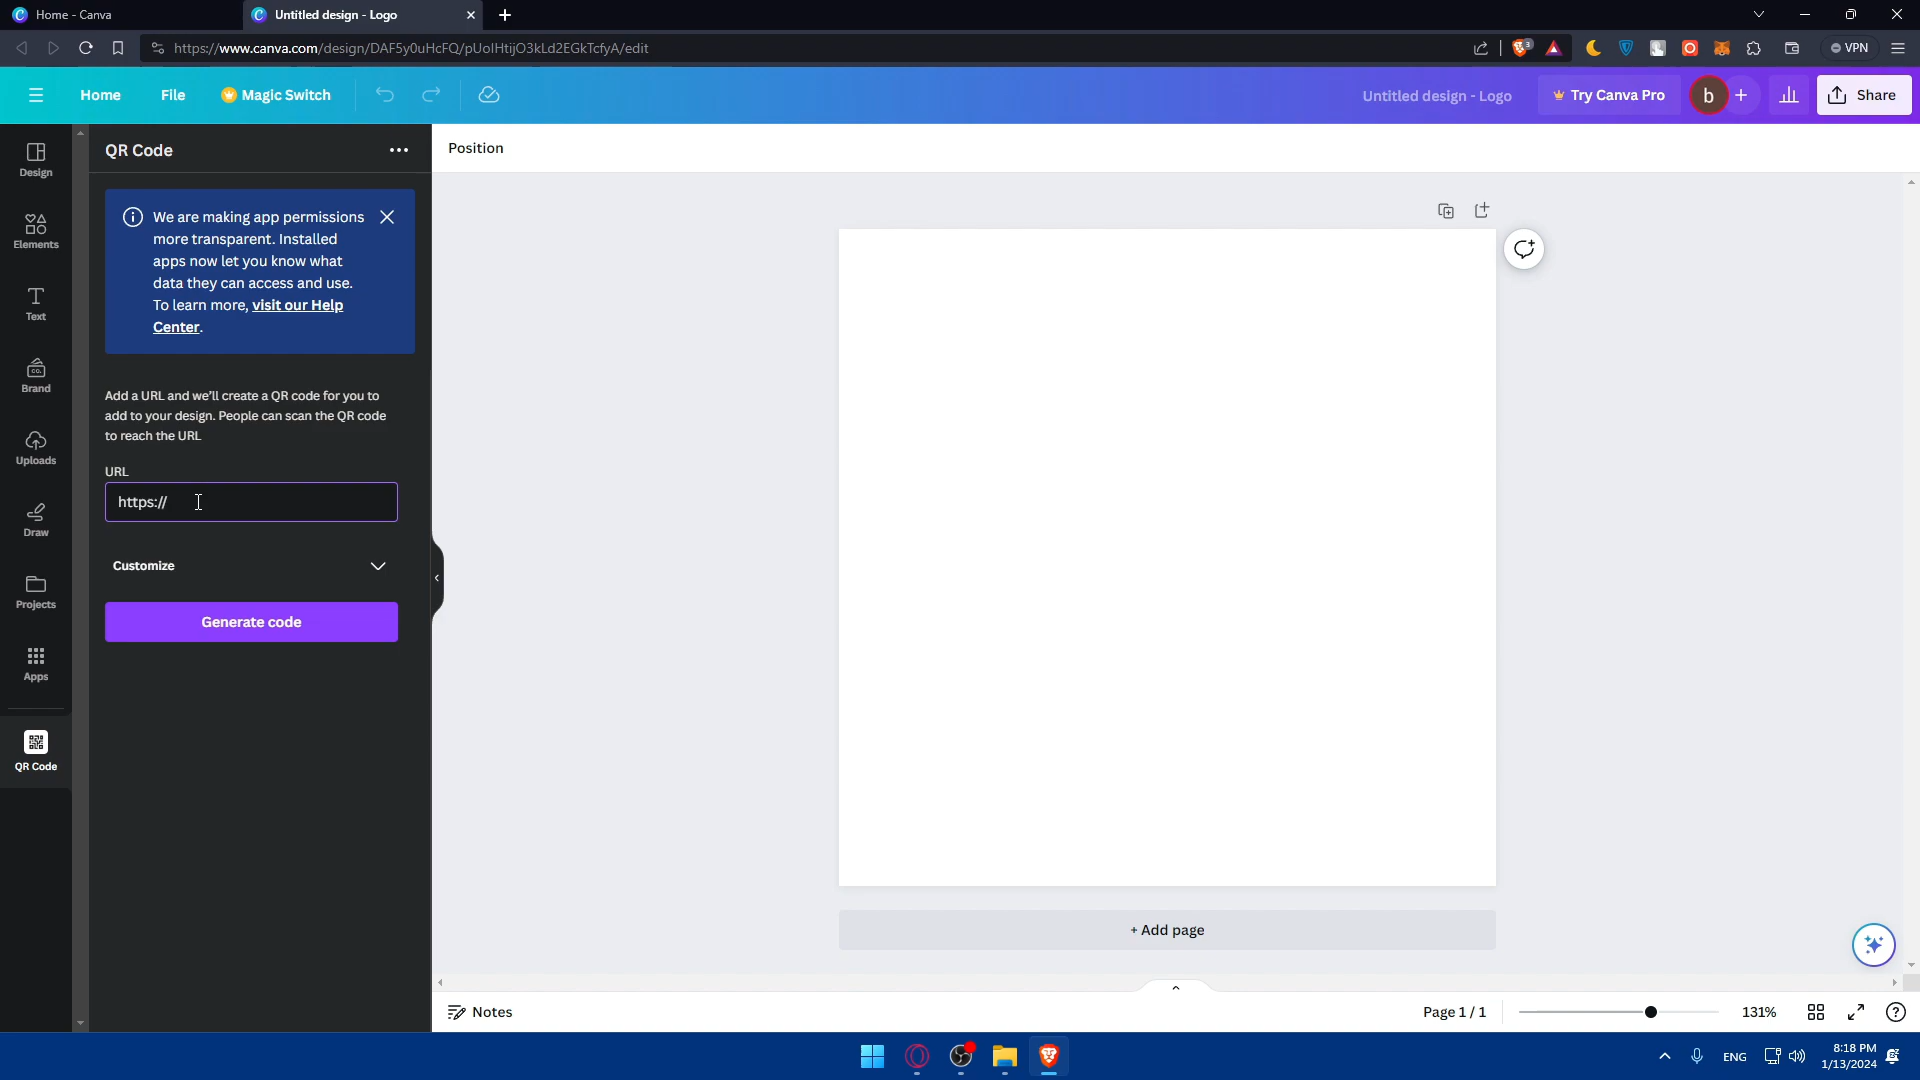 Home - Canva
Untitled design - Logo
https://www.canva.com/design/DAF5y0uHcFQ/pUolHtijO3kLd2EGkTcfyA/edit
3
VPN
Home
File
Magic Switch
Untitled design - Logo
Try Canva Pro
b
+
Share
Design
Elements
Text
CO.
Brand
Uploads
Draw
Projects
Apps
QR Code
QR Code
We are making app permissions
more transparent. Installed
apps now let you know what
data they can access and use.
To learn more, visit our Help
Center.
Add a URL and we'll create a QR code for you to
add to your design. People can scan the QR code
to reach the URL
URL
https://
Customize
Generate code
Position
+ Add page
Notes
Page 1 / 1
131%
ENG
8:18 PM
1/13/2024